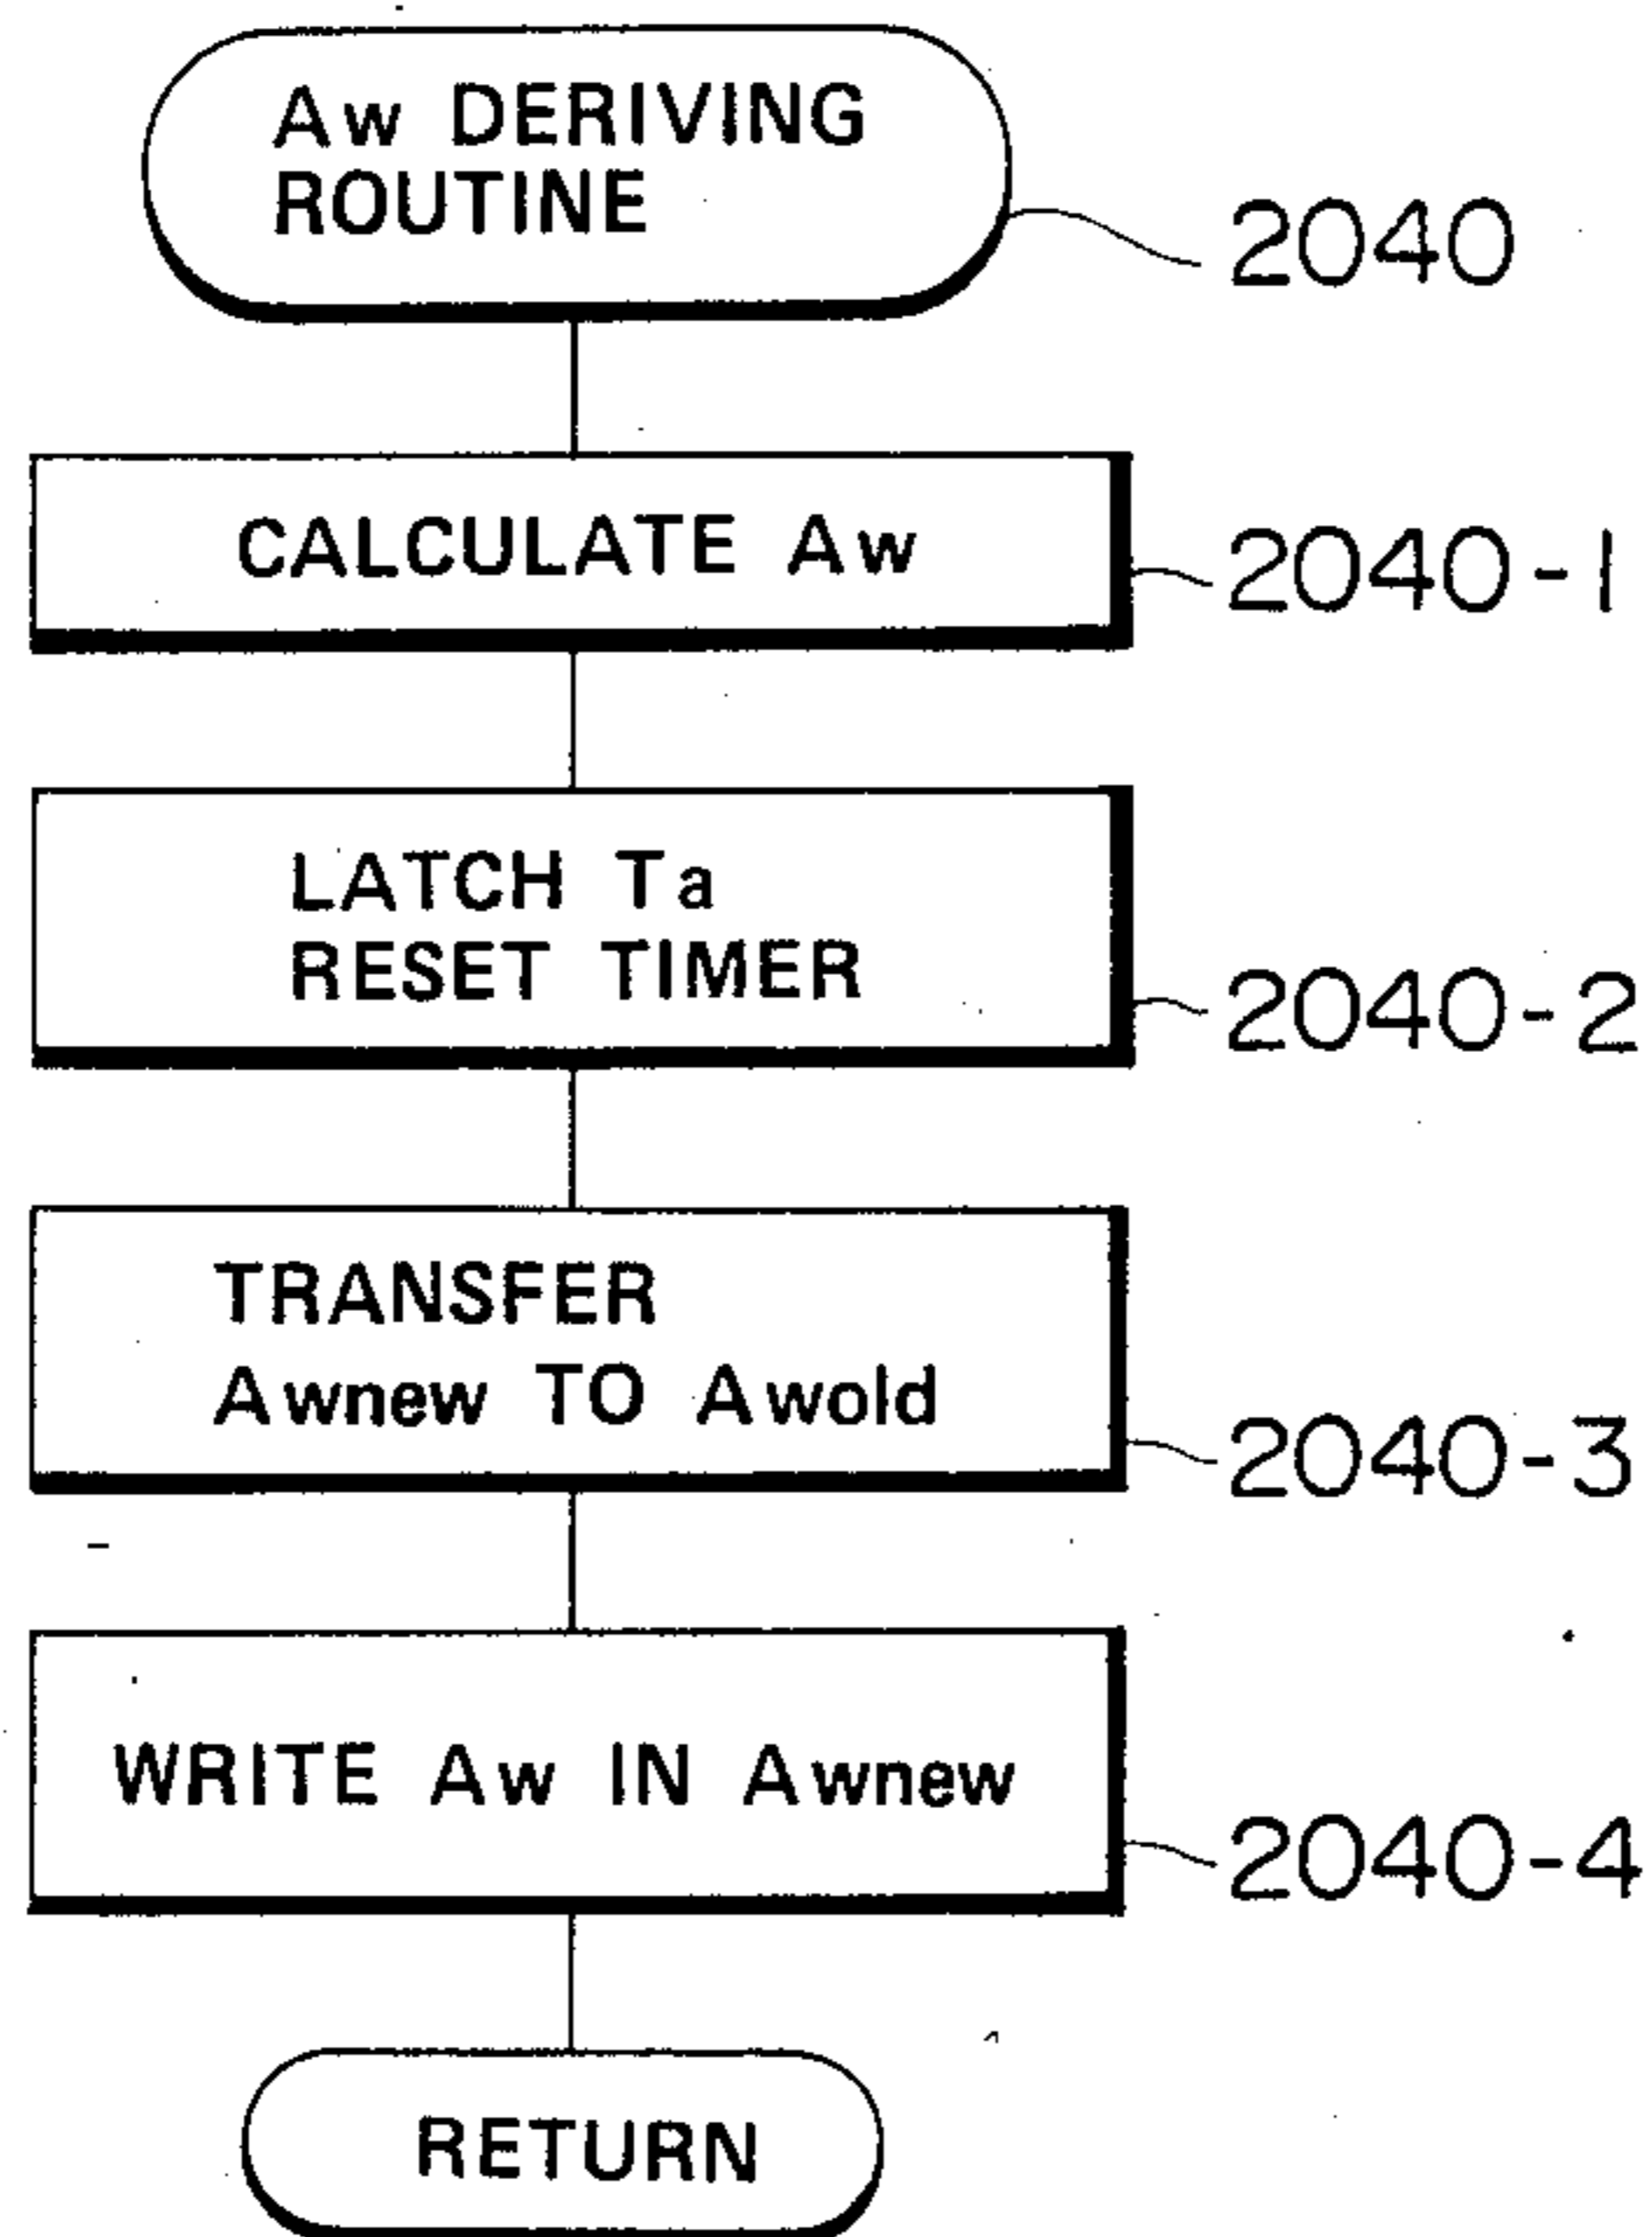 Aw DERIVING
ROUTINE
2040
CALCULATE Aw
2040-1
LATCH Ta
RESET TIMER
2040-2
TRANSFER
Awnew TO Awold
2040-3
WRITE Aw IN Awnew
2040-4
RETURN